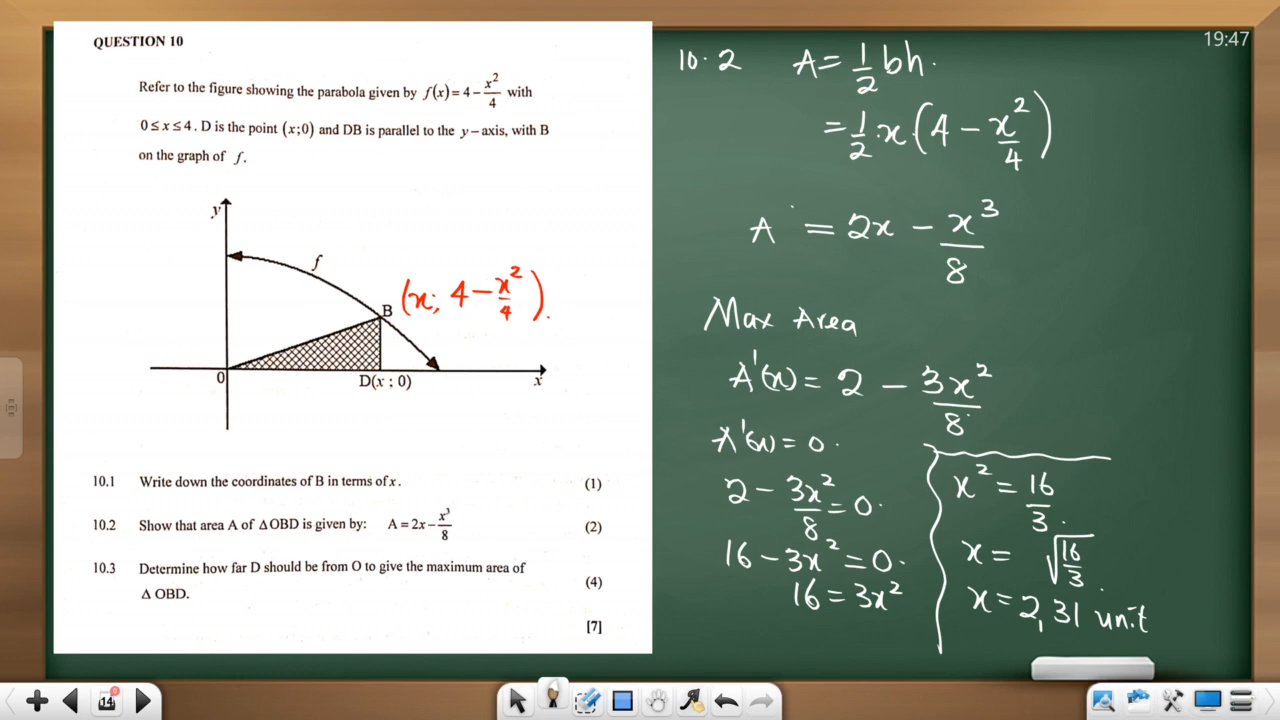 QUESTION 10
Refer to the figure showing the parabola given by f(x) = 4 − x²/4 with
0 ≤ x ≤ 4. D is the point (x;0) and DB is parallel to the y − axis, with B
on the graph of f.
y
f
B (x; 4 − x²/4).
0
D(x ; 0)
x
10.1 Write down the coordinates of B in terms of x. (1)
10.2 Show that area A of ΔOBD is given by: A = 2x − x³/8 (2)
10.3 Determine how far D should be from O to give the maximum area of
(4)
Δ OBD.
[7]
19:47
10.2 A = 1/2 bh.
= 1/2 . x (4 − x²/4)
A = 2x − x³/8
Max Area
A'(x) = 2 − 3x²/8
A'(x) = 0.
2 − 3x²/8 = 0.
16 − 3x² = 0.
16 = 3x²
x² = 16/3.
x = √16/3.
x = 2,31 unit
14